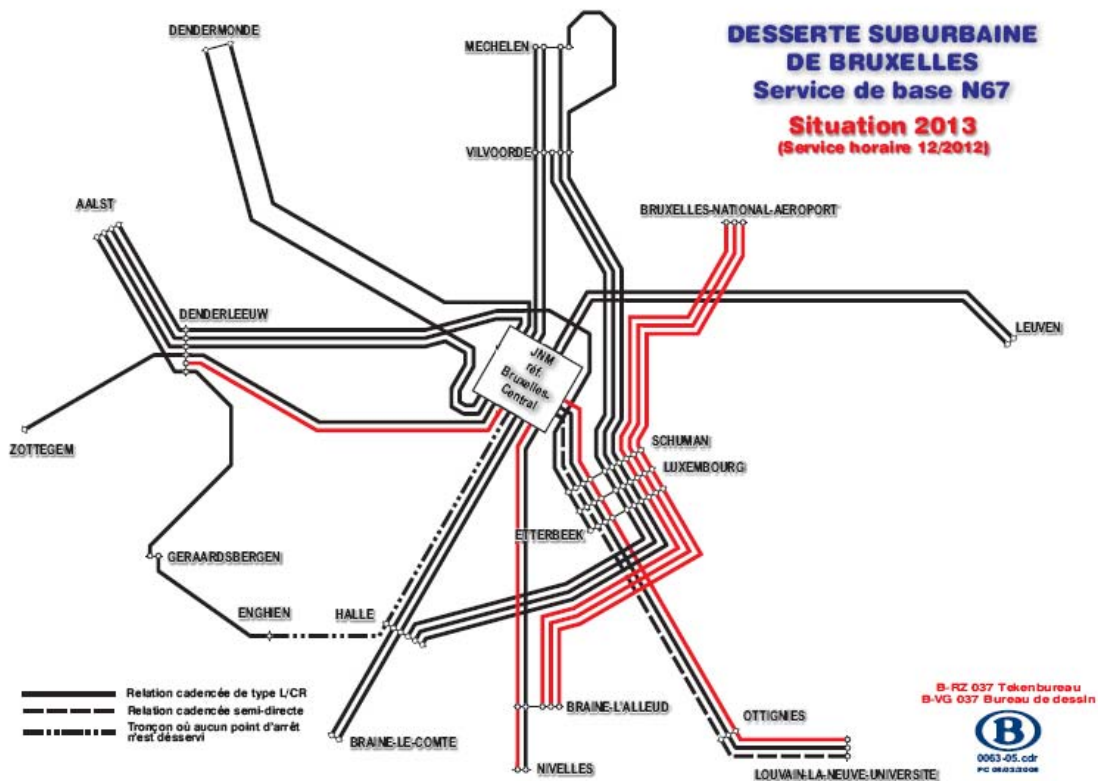 DESSERTE SUBURBAINE
DE BRUXELLES
Service de base N67
Situation 2013
(Service horaire 12/2012)
DENDERMONDE
MECHELEN
VILVOORDE
AALST
BRUXELLES-NATIONAL-AEROPORT
DENDERLEEUW
LEUVEN
JNM
réf.
Bruxelles-
Central
ZOTTEGEM
SCHUMAN
LUXEMBOURG
ETTERBEEK
GERAARDSBERGEN
ENGHIEN
HALLE
BRAINE-L'ALLEUD
OTTIGNIES
BRAINE-LE-COMTE
NIVELLES
LOUVAIN-LA-NEUVE-UNIVERSITE
Relation cadencée de type L/CR
Relation cadencée semi-directe
Tronçon où aucun point d'arrêt
n'est désservi
B-RZ 037 Tekenbureau
B-VG 037 Bureau de dessin
B
0063-05.cdr